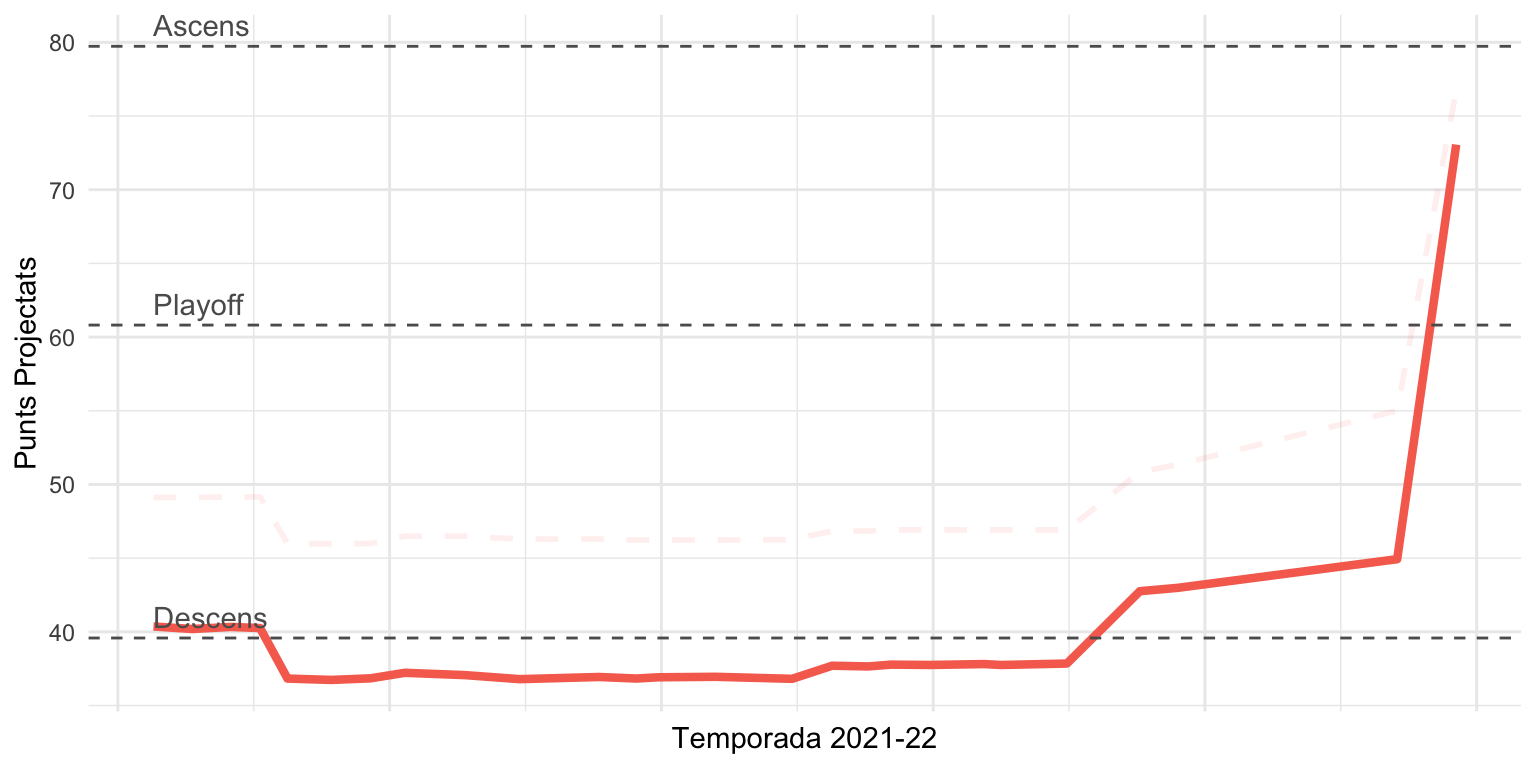 Ascens
80
70
Playoff
60
50
Descens
40
Punts Projectats
Temporada 2021-22